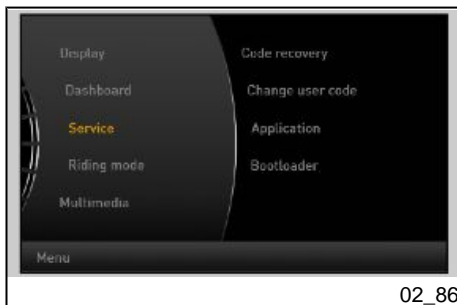 Display
Dashboard
Service
Riding mode
Multimedia
Code recovery
Change user code
Application
Bootloader
Menu
02_86